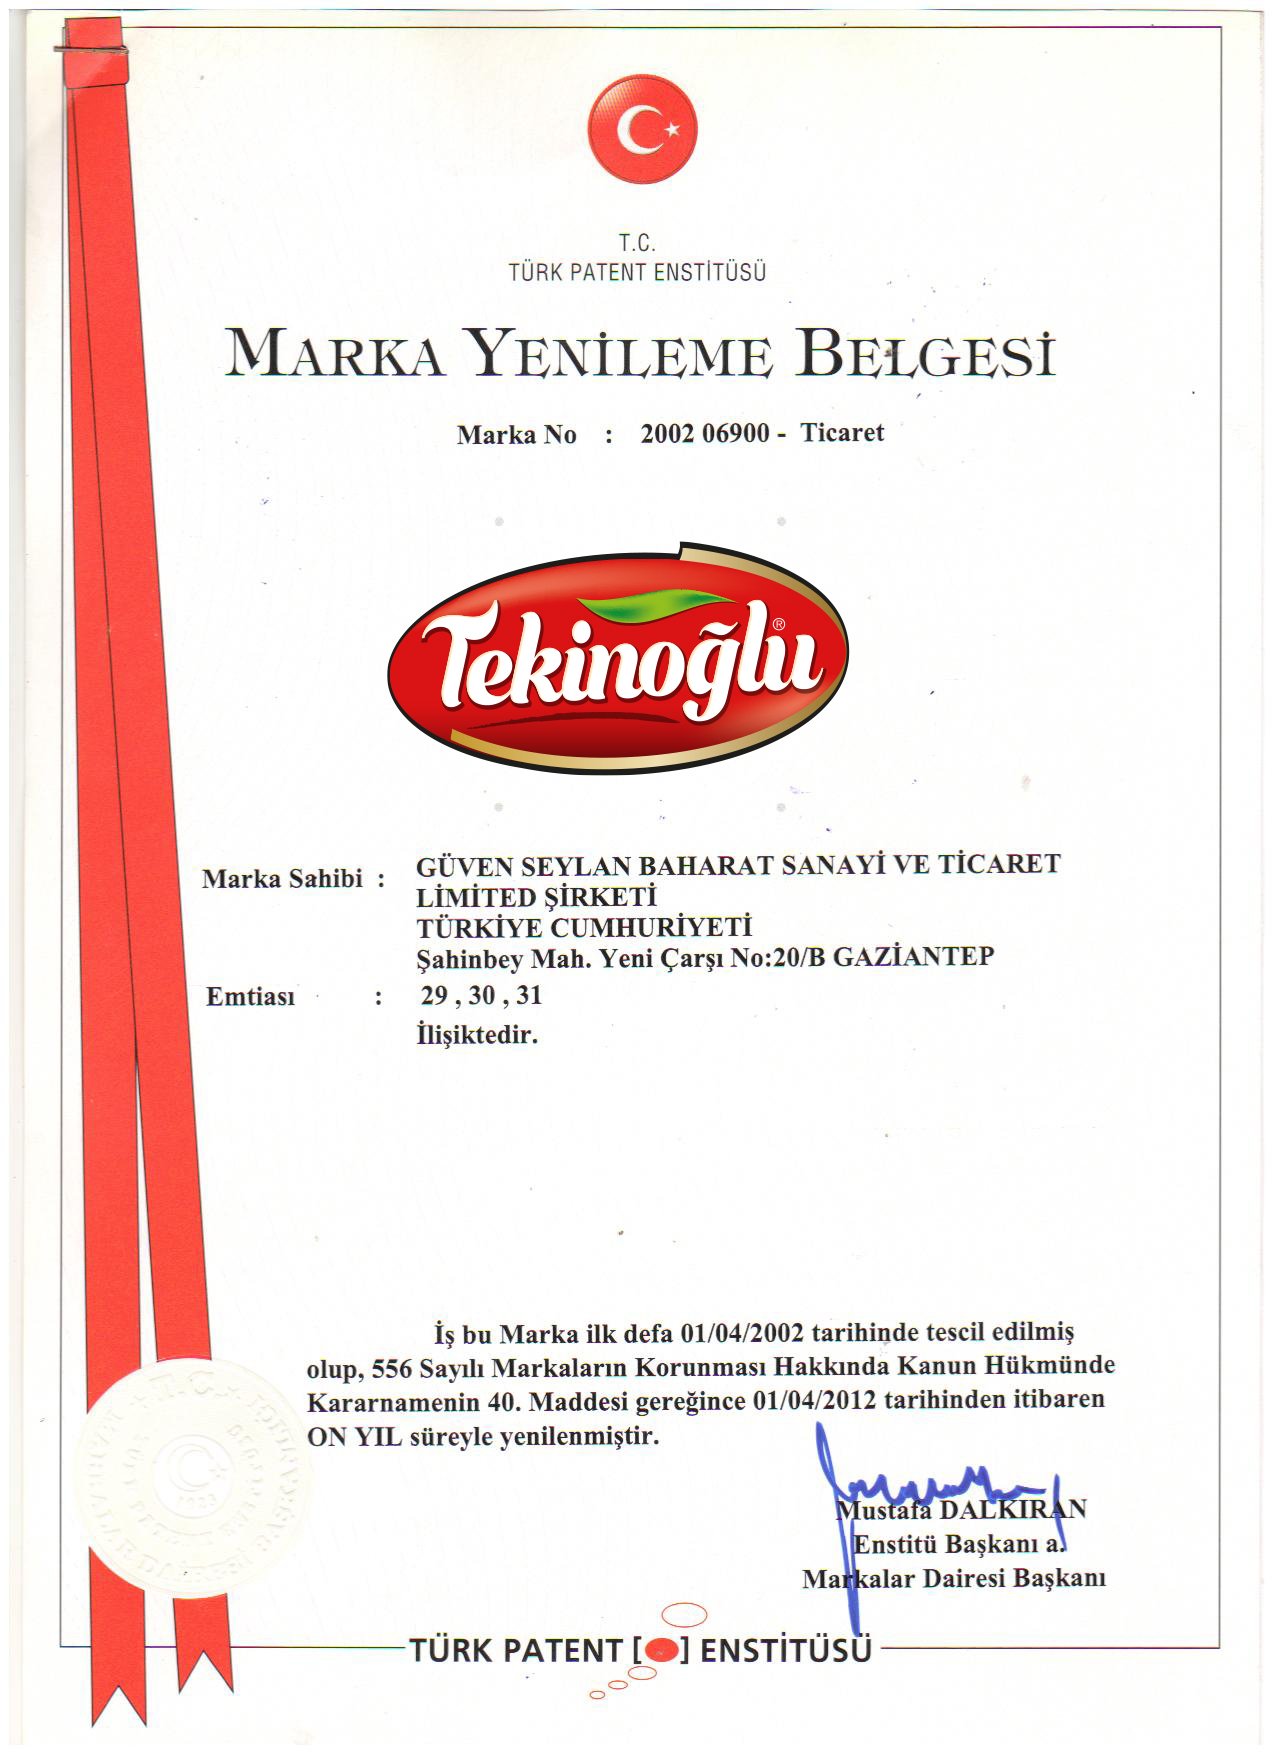 T.C.
TÜRK PATENT ENSTİTÜSÜ
MARKA YENİLEME BELGESİ
Marka No : 2002 06900 - Ticaret
Tekinoğlu ®
Marka Sahibi : GÜVEN SEYLAN BAHARAT SANAYİ VE TİCARET
LİMİTED ŞİRKETİ
TÜRKİYE CUMHURİYETİ
Şahinbey Mah. Yeni Çarşı No:20/B GAZİANTEP
Emtiası : 29 , 30 , 31
İlişiktedir.
İş bu Marka ilk defa 01/04/2002 tarihinde tescil edilmiş
olup, 556 Sayılı Markaların Korunması Hakkında Kanun Hükmünde
Kararnamenin 40. Maddesi gereğince 01/04/2012 tarihinden itibaren
ON YIL süreyle yenilenmiştir.
Mustafa DALKIRAN
Enstitü Başkanı a.
Markalar Dairesi Başkanı
T.C.
1923
TÜRK PATENT [ ] ENSTİTÜSÜ